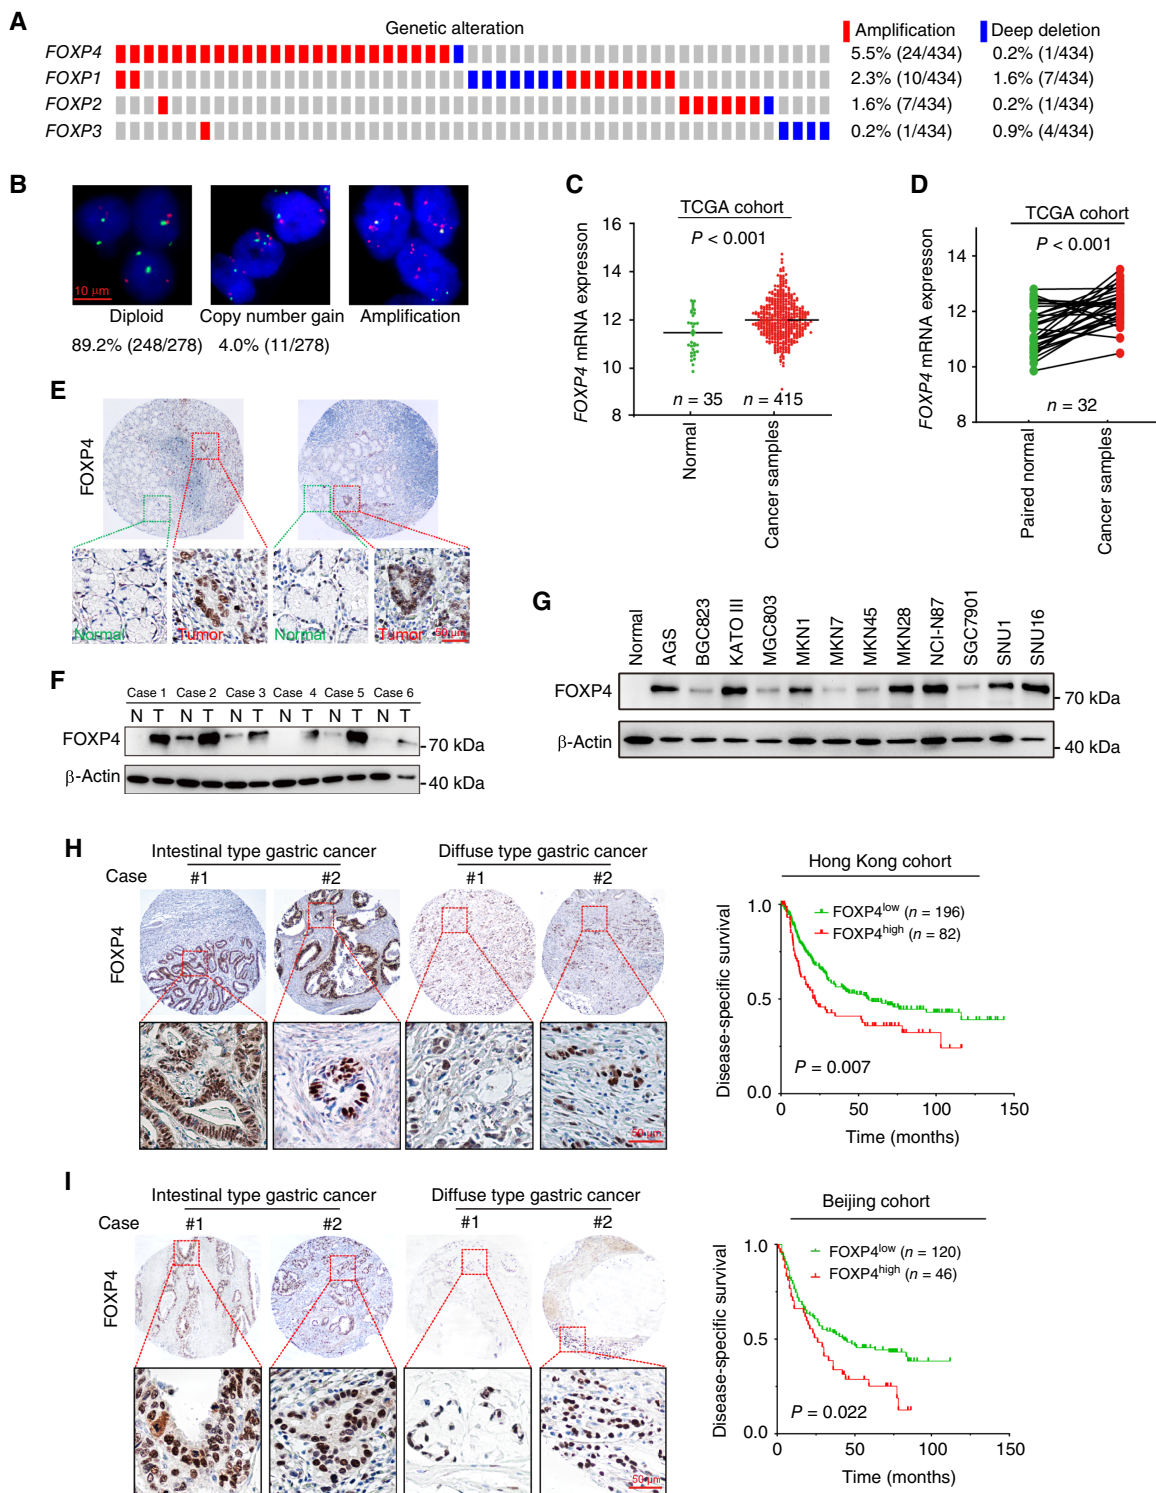 A
Genetic alteration
Amplification
Deep deletion
FOXP4
5.5% (24/434)
0.2% (1/434)
FOXP1
2.3% (10/434)
1.6% (7/434)
FOXP2
1.6% (7/434)
0.2% (1/434)
FOXP3
0.2% (1/434)
0.9% (4/434)
B
10 µm
Diploid
Copy number gain
Amplification
89.2% (248/278)
4.0% (11/278)
C
TCGA cohort
P < 0.001
FOXP4 mRNA expresson
16
14
12
10
8
n = 35
n = 415
Normal
Cancer samples
D
TCGA cohort
P < 0.001
FOXP4 mRNA expresson
14
12
10
8
n = 32
Paired normal
Cancer samples
E
FOXP4
Normal
Tumor
Normal
Tumor
50 µm
F
Case 1 Case 2 Case 3 Case 4 Case 5 Case 6
N T N T N T N T N T N T
FOXP4
70 kDa
β-Actin
40 kDa
G
Normal
AGS
BGC823
KATO III
MGC803
MKN1
MKN7
MKN45
MKN28
NCI-N87
SGC7901
SNU1
SNU16
FOXP4
70 kDa
β-Actin
40 kDa
H
Intestinal type gastric cancer
Diffuse type gastric cancer
Case
#1
#2
#1
#2
FOXP4
50 µm
Hong Kong cohort
FOXP4low (n = 196)
FOXP4high (n = 82)
Disease-specific survival
1.0
0.5
0.0
P = 0.007
0 50 100 150
Time (months)
I
Intestinal type gastric cancer
Diffuse type gastric cancer
Case
#1
#2
#1
#2
FOXP4
50 µm
Beijing cohort
FOXP4low (n = 120)
FOXP4high (n = 46)
Disease-specific survival
1.0
0.5
0.0
P = 0.022
0 50 100 150
Time (months)